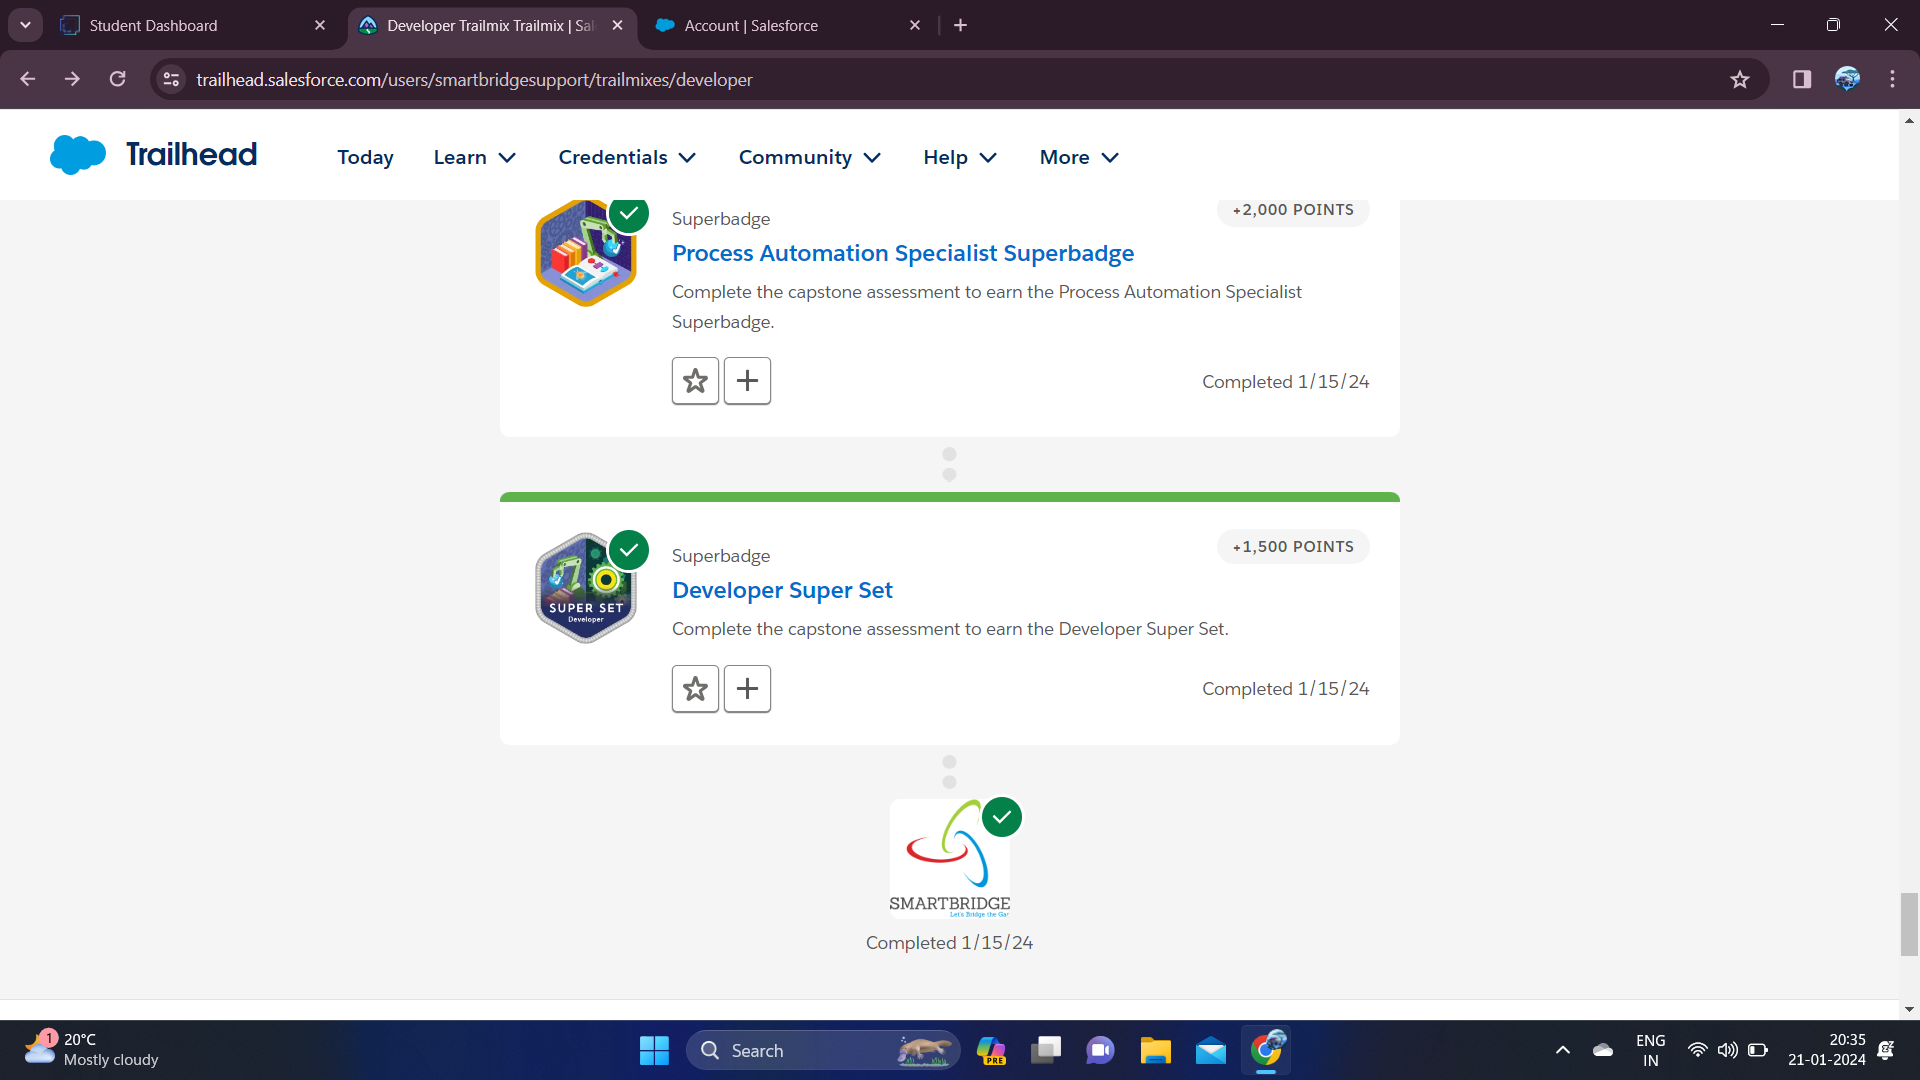 Student Dashboard
Developer Trailmix Trailmix | Sal
Account | Salesforce
trailhead.salesforce.com/users/smartbridgesupport/trailmixes/developer
Trailhead
Today
Learn
Credentials
Community
Help
More
Superbadge
+2,000 POINTS
Process Automation Specialist Superbadge
Complete the capstone assessment to earn the Process Automation Specialist
Superbadge.
Completed 1/15/24
Superbadge
+1,500 POINTS
Developer Super Set
SUPER SET
Developer
Complete the capstone assessment to earn the Developer Super Set.
Completed 1/15/24
SMARTBRIDGE
Let's Bridge the Gap
Completed 1/15/24
1
20°C
Mostly cloudy
Search
PRE
ENG
IN
20:35
21-01-2024